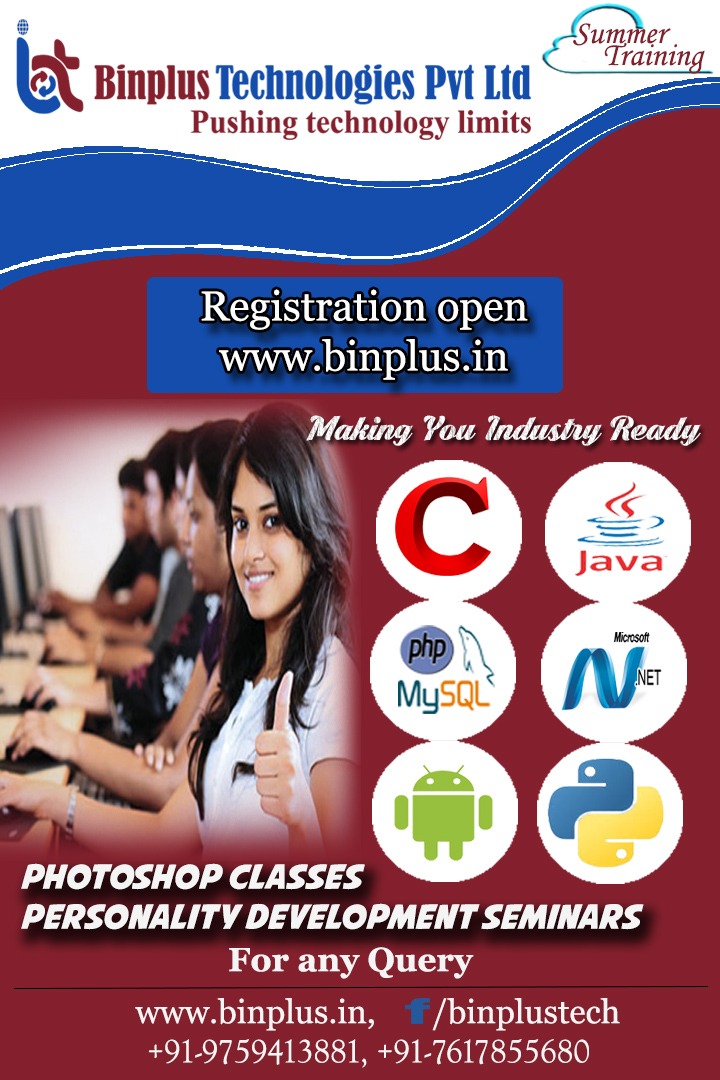 Summer
Training
bt Binplus Technologies Pvt Ltd
Pushing technology limits
Registration open
www.binplus.in
Making You Industry Ready
C
Java
php
MySQL
Microsoft
.NET
PHOTOSHOP CLASSES
PERSONALITY DEVELOPMENT SEMINARS
For any Query
www.binplus.in, f/binplustech
+91-9759413881, +91-7617855680